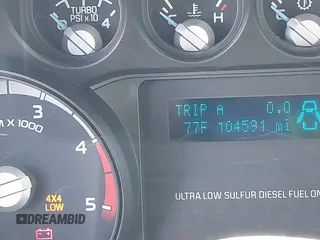 TURBO
PSI × 10
4
C
H
C
H
TRIP A 0.0
77F 104591 mi
3
4
5
M X 1000
4X4
LOW
ULTRA LOW SULFUR DIESEL FUEL ON
DREAMBID